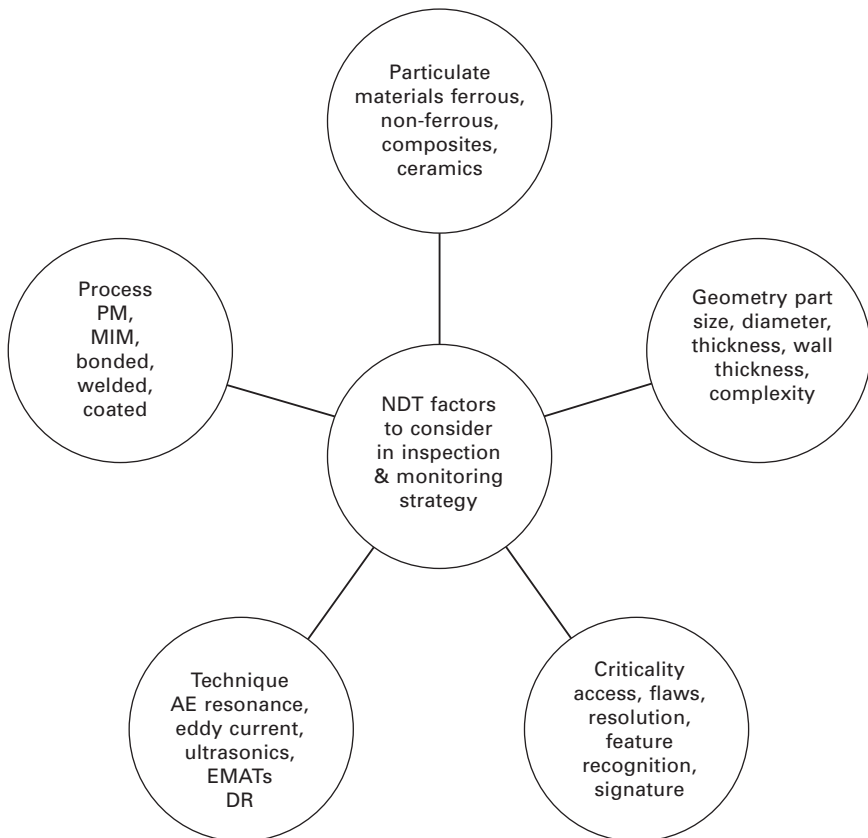 Particulate
materials ferrous,
non-ferrous,
composites,
ceramics
Process
PM,
MIM,
bonded,
welded,
coated
Geometry part
size, diameter,
thickness, wall
thickness,
complexity
NDT factors
to consider
in inspection
& monitoring
strategy
Technique
AE resonance,
eddy current,
ultrasonics,
EMATs
DR
Criticality
access, flaws,
resolution,
feature
recognition,
signature